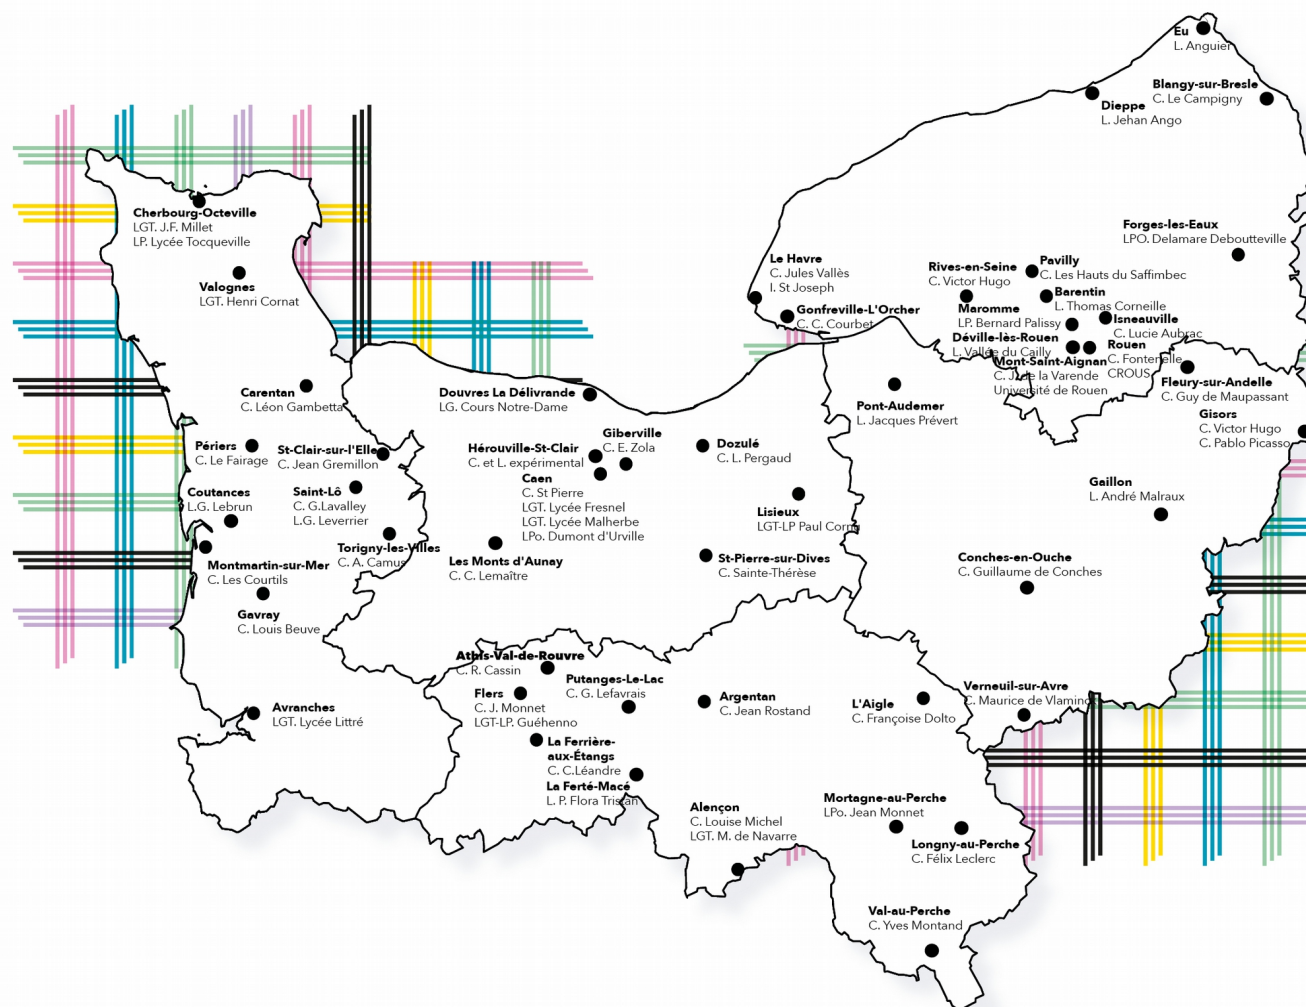 Eu
L. Anguier
Blangy-sur-Bresle
C. Le Campigny
Dieppe
L. Jehan Ango
Cherbourg-Octeville
LGT. J.F. Millet
LP. Lycée Tocqueville
Valognes
LGT. Henri Cornat
Forges-les-Eaux
LPO. Delamare Deboutteville
Le Havre
C. Jules Vallès
I. St Joseph
Gonfreville-L'Orcher
C. C. Courbet
Rives-en-Seine
C. Victor Hugo
Pavilly
C. Les Hauts du Saffimbec
Barentin
L. Thomas Corneille
Maromme
LP. Bernard Palissy
Isneauville
C. Lucie Aubrac
Déville-lès-Rouen
L. Vallée du Cailly
Rouen
C. Fontenelle
CROUS
Mont-Saint-Aignan
C. J. de la Varende
Université de Rouen
Fleury-sur-Andelle
C. Guy de Maupassant
Gisors
C. Victor Hugo
C. Pablo Picasso
Carentan
C. Léon Gambetta
Douvres La Délivrande
LG. Cours Notre-Dame
Pont-Audemer
L. Jacques Prévert
Périers
C. Le Fairage
St-Clair-sur-l'Elle
C. Jean Gremillon
Hérouville-St-Clair
C. et L. expérimental
Giberville
C. E. Zola
Dozulé
C. L. Pergaud
Caen
C. St Pierre
LGT. Lycée Fresnel
LGT. Lycée Malherbe
LPo. Dumont d'Urville
Coutances
L.G. Lebrun
Saint-Lô
C. G.Lavalley
L.G. Leverrier
Lisieux
LGT-LP Paul Corn
Gaillon
L. André Malraux
Torigny-les-Villes
C. A. Camus
Les Monts d'Aunay
C. C. Lemaître
St-Pierre-sur-Dives
C. Sainte-Thérèse
Conches-en-Ouche
C. Guillaume de Conches
Montmartin-sur-Mer
C. Les Courtils
Gavray
C. Louis Beuve
Athis-Val-de-Rouvre
C. R. Cassin
Putanges-Le-Lac
C. G. Lefavrais
Flers
C. J. Monnet
LGT-LP. Guéhenno
Argentan
C. Jean Rostand
L'Aigle
C. Françoise Dolto
Verneuil-sur-Avre
C. Maurice de Vlaminck
Avranches
LGT. Lycée Littré
La Ferrière-
aux-Étangs
C. C.Léandre
La Ferté-Macé
L. P. Flora Tristan
Alençon
C. Louise Michel
LGT. M. de Navarre
Mortagne-au-Perche
LPo. Jean Monnet
Longny-au-Perche
C. Félix Leclerc
Val-au-Perche
C. Yves Montand